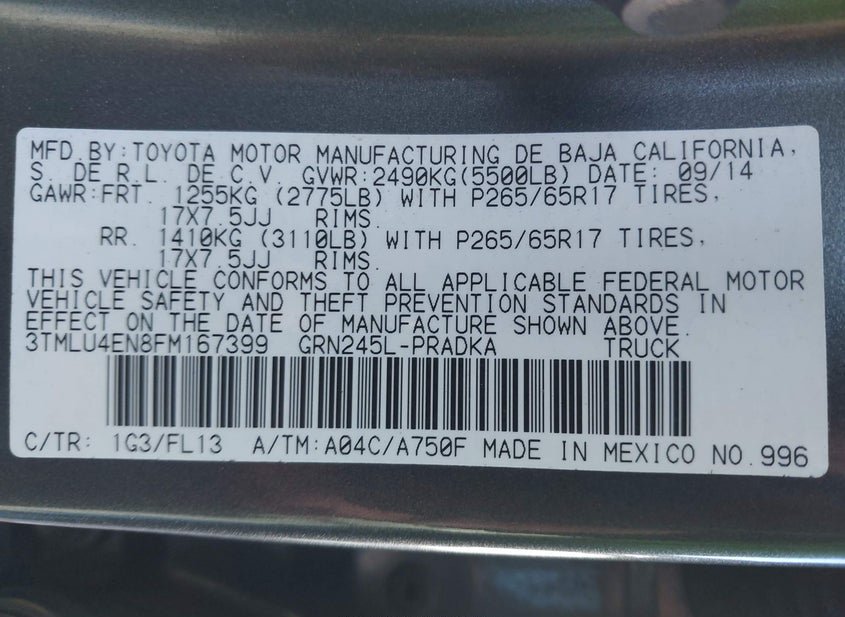 MFD.BY:TOYOTA MOTOR MANUFACTURING DE BAJA CALIFORNIA,
S. DE R.L. DE C.V. GVWR:2490KG(5500LB) DATE: 09/14
GAWR:FRT. 1255KG (2775LB) WITH P265/65R17 TIRES,
17X7.5JJ RIMS
RR. 1410KG (3110LB) WITH P265/65R17 TIRES,
17X7.5JJ RIMS
THIS VEHICLE CONFORMS TO ALL APPLICABLE FEDERAL MOTOR
VEHICLE SAFETY AND THEFT PREVENTION STANDARDS IN
EFFECT ON THE DATE OF MANUFACTURE SHOWN ABOVE.
3TMLU4EN8FM167399 GRN245L-PRADKA TRUCK
C/TR: 1G3/FL13 A/TM:A04C/A750F MADE IN MEXICO NO.996